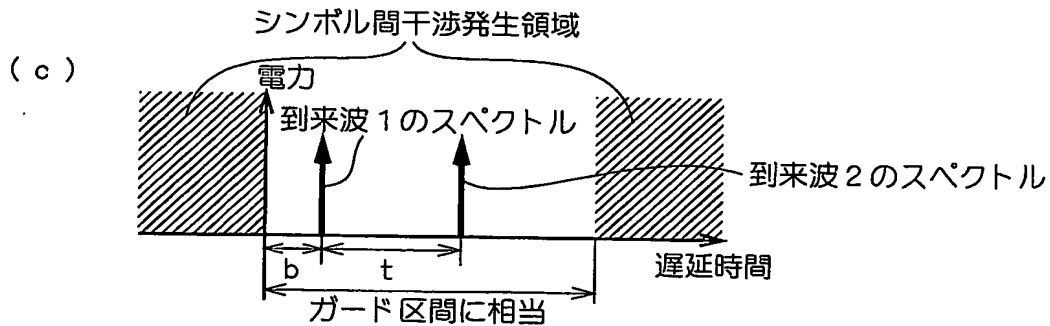 シンボル間干渉発生領域
(c)
電力
到来波1のスペクトル
到来波2のスペクトル
b
t
遅延時間
ガード区間に相当